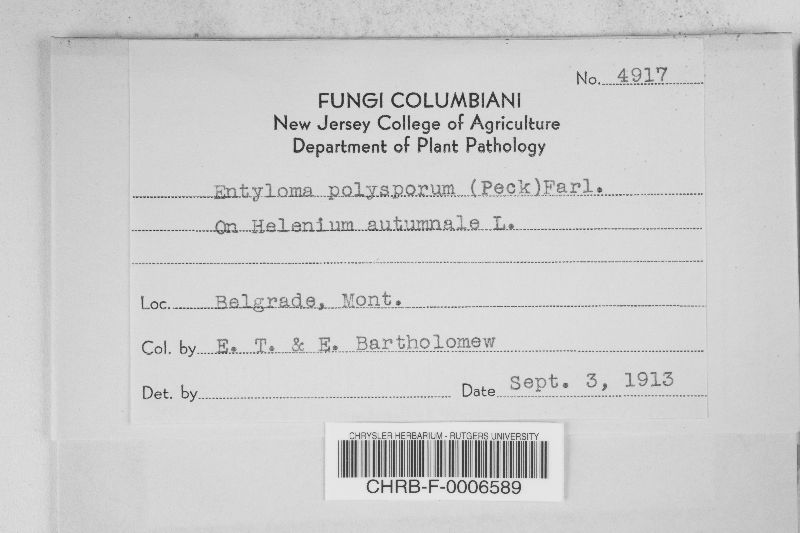 No. 4917
FUNGI COLUMBIANI
New Jersey College of Agriculture
Department of Plant Pathology
Entyloma polysporum (Peck)Farl.
On Helenium autumnale L.
Loc. Belgrade, Mont.
Col. by E. T. & E. Bartholomew
Det. by
Date Sept. 3, 1913
CHRYSLER HERBARIUM - RUTGERS UNIVERSITY
CHRB-F-0006589